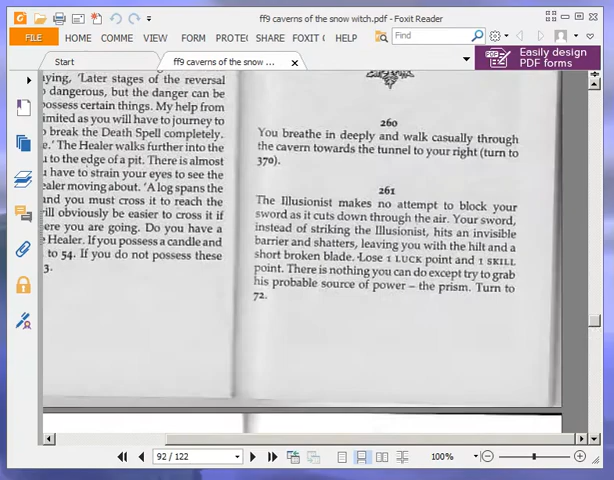 ff9 caverns of the snow witch.pdf - Foxit Reader
FILE HOME COMME VIEW FORM PROTE SHARE FOXIT C HELP Find
Start ff9 caverns of the snow witch.... Easily design
PDF forms
ying, 'Later stages of the reversal
dangerous, but the danger can be
possess certain things. My help from
imited as you will have to journey to
break the Death Spell completely.
e.' The Healer walks further into the
u to the edge of a pit. There is almost
u have to strain your eyes to see the
ealer moving about. 'A log spans the
and you must cross it to reach the
ill obviously be easier to cross it if
ere you are going. Do you have a
Healer. If you possess a candle and
to 54. If you do not possess these
3.
260
You breathe in deeply and walk casually through
the cavern towards the tunnel to your right (turn to
370).
261
The Illusionist makes no attempt to block your
sword as it cuts down through the air. Your sword,
instead of striking the Illusionist, hits an invisible
barrier and shatters, leaving you with the hilt and a
short broken blade. Lose 1 LUCK point and 1 SKILL
point. There is nothing you can do except try to grab
his probable source of power – the prism. Turn to
72.
92 / 122 100%